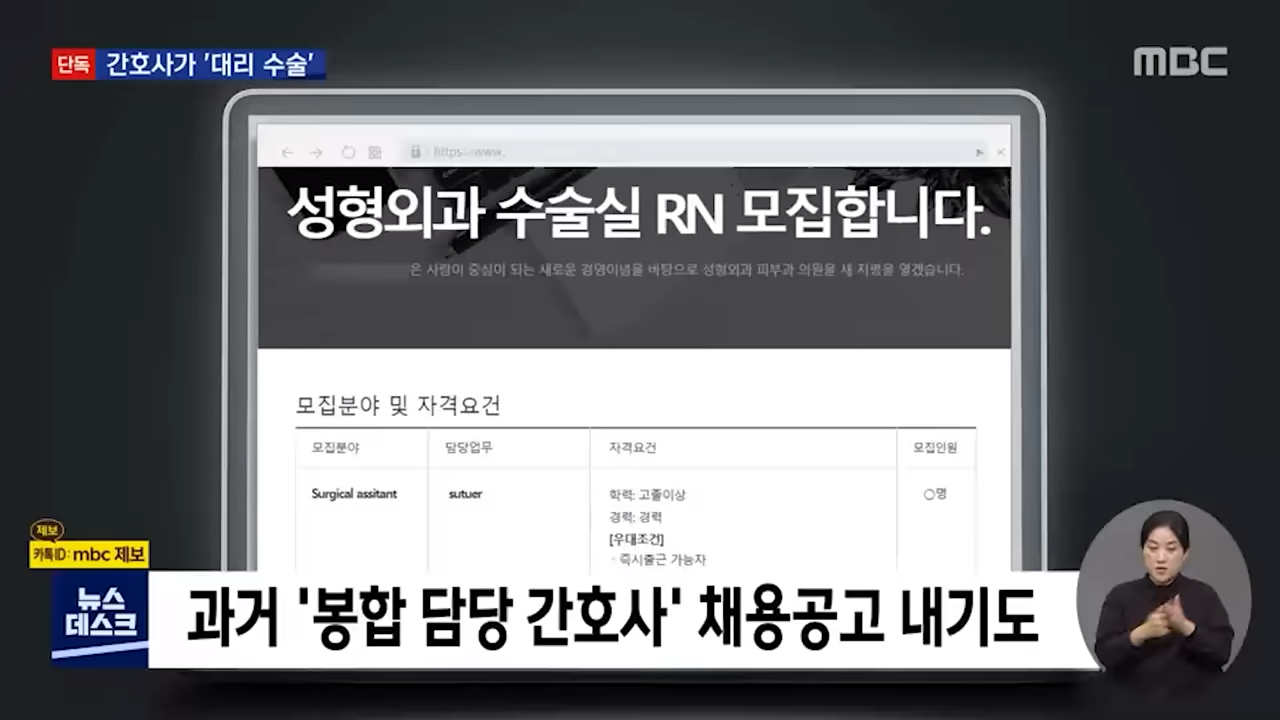 단독 간호사가 '대리 수술'
MBC
https://www.
성형외과 수술실 RN 모집합니다.
은 사람이 중심이 되는 새로운 경영이념을 바탕으로 성형외과 피부과 의원을 새 지평을 열겠습니다.
모집분야 및 자격요건
모집분야 담당업무 자격요건 모집인원
Surgical assitant sutuer 학력: 고졸이상 ○명
경력: 경력
[우대조건]
· 즉시출근 가능자
제보
카톡ID: mbc 제보
뉴스
데스크
과거 '봉합 담당 간호사' 채용공고 내기도